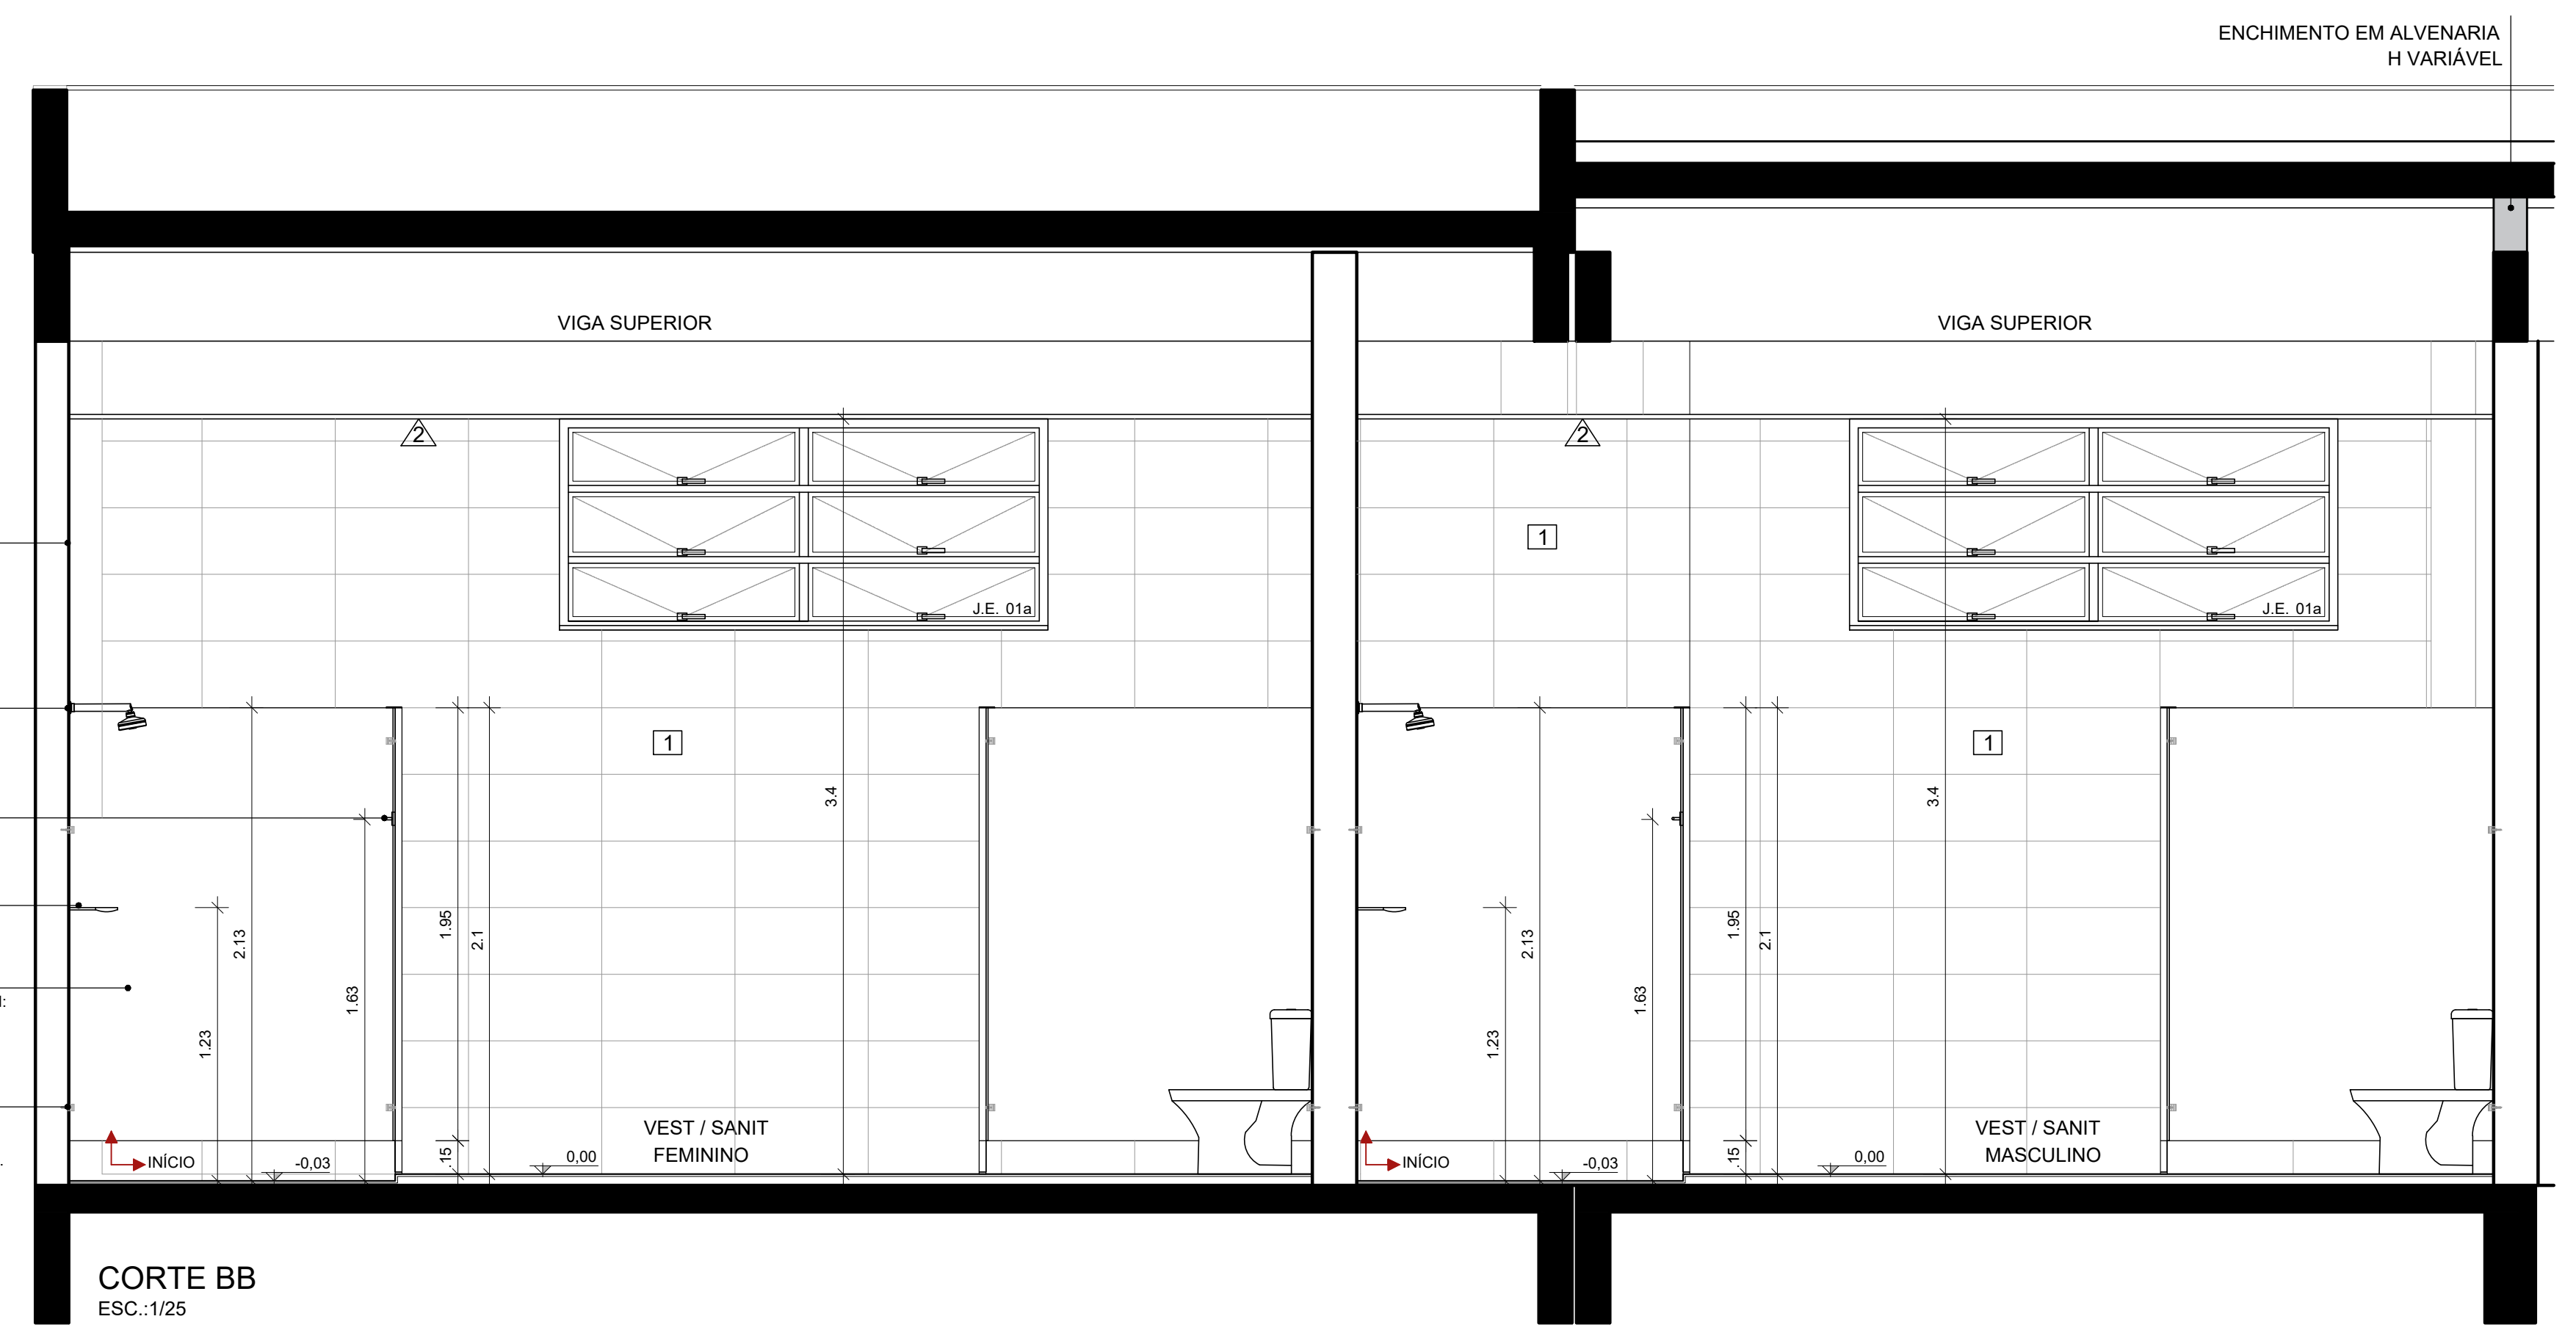 ENCHIMENTO EM ALVENARIA
H VARIÁVEL
VIGA SUPERIOR
VIGA SUPERIOR
2
2
1
J.E. 01a
J.E. 01a
1
1
3.4
3.4
1.95
2.1
2.13
1.63
1.23
1.95
2.1
2.13
1.63
1.23
VEST / SANIT
FEMININO
VEST / SANIT
MASCULINO
INÍCIO
-0,03
.15
0,00
INÍCIO
-0,03
.15
0,00
CORTE BB
ESC.:1/25